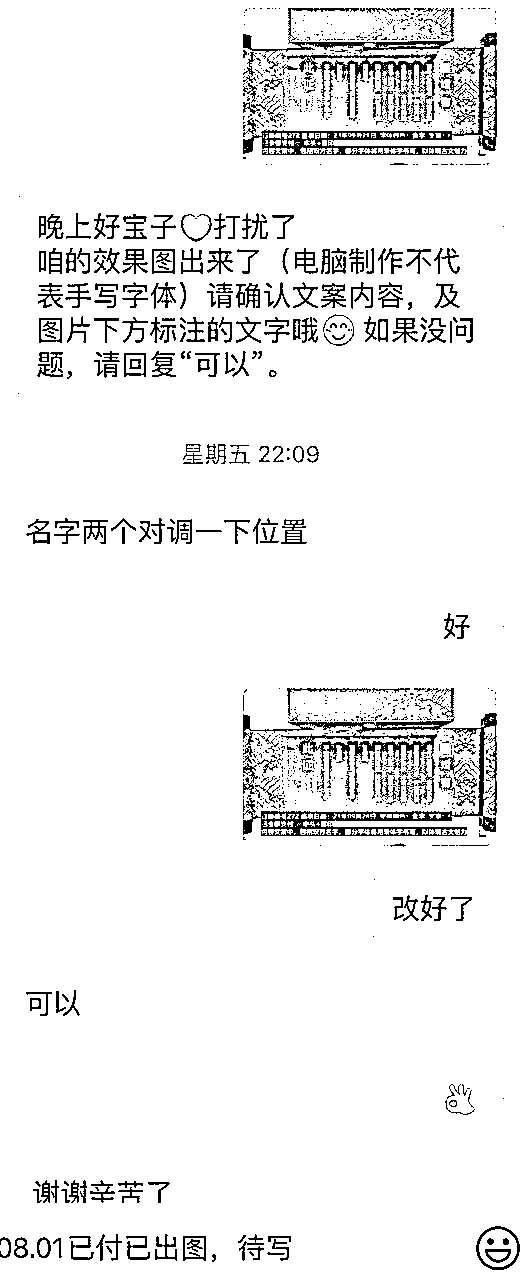 晚上好宝子♡打扰了
咱的效果图出来了（电脑制作不代
表手写字体）请确认文案内容，及
图片下方标注的文字哦😊 如果没问
题，请回复“可以”。
星期五 22:09
名字两个对调一下位置
好
改好了
可以
👌
谢谢辛苦了
08.01已付已出图，待写